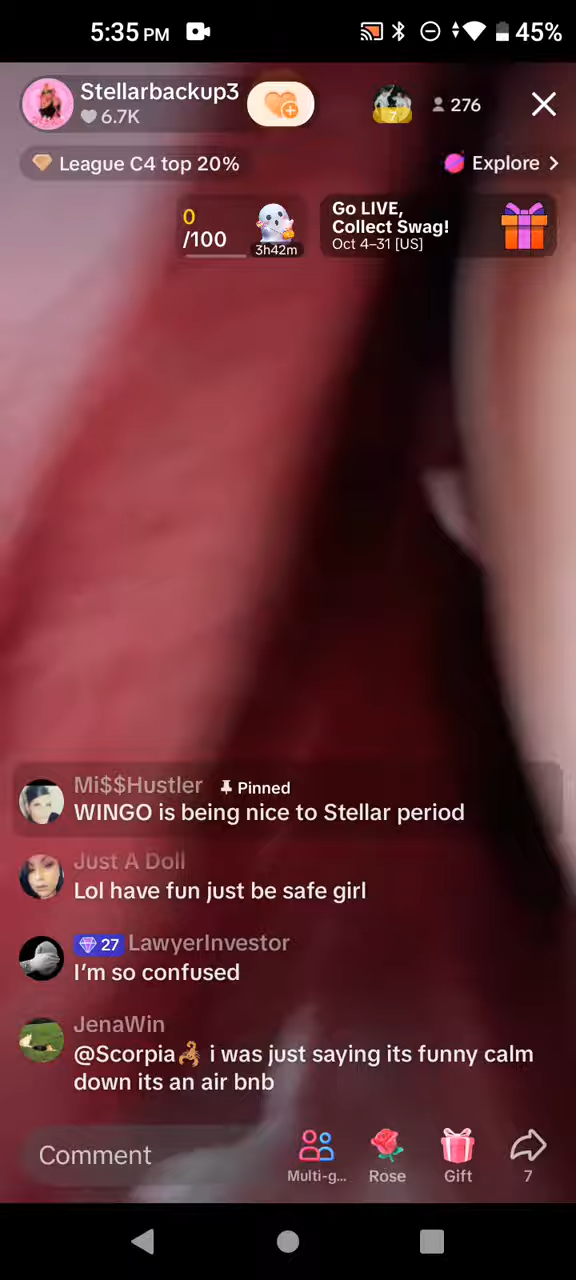 5:35 PM
45%
Stellarbackup3
6.7K
7
276
League C4 top 20%
Explore >
0
/100
3h42m
Go LIVE,
Collect Swag!
Oct 4–31 [US]
Mi$$Hustler Pinned
WINGO is being nice to Stellar period
Just A Doll
Lol have fun just be safe girl
27 LawyerInvestor
I'm so confused
JenaWin
@Scorpia🦂 i was just saying its funny calm
down its an air bnb
Comment
Multi-g...
Rose
Gift
7